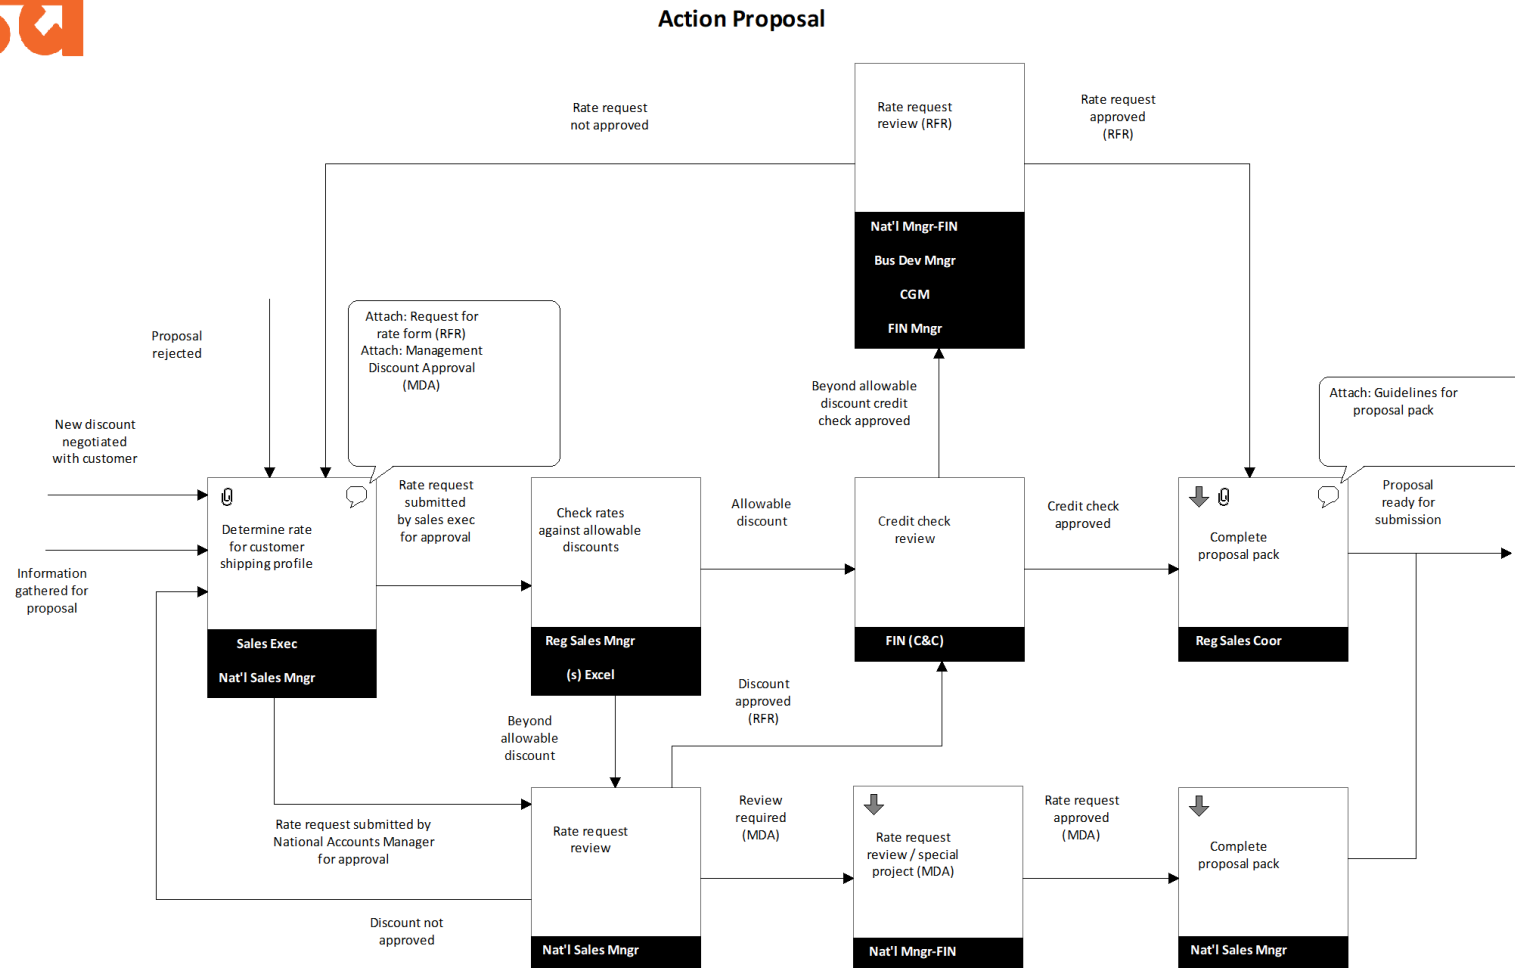 Action Proposal
Rate request
not approved
Rate request
review (RFR)
Rate request
approved
(RFR)
Nat'l Mngr-FIN
Bus Dev Mngr
CGM
FIN Mngr
Proposal
rejected
Attach: Request for
rate form (RFR)
Attach: Management
Discount Approval
(MDA)
Beyond allowable
discount credit
check approved
Attach: Guidelines for
proposal pack
New discount
negotiated
with customer
Information
gathered for
proposal
Determine rate
for customer
shipping profile
Sales Exec
Nat'l Sales Mngr
Rate request
submitted
by sales exec
for approval
Check rates
against allowable
discounts
Reg Sales Mngr
(s) Excel
Allowable
discount
Credit check
review
FIN (C&C)
Credit check
approved
Complete
proposal pack
Reg Sales Coor
Proposal
ready for
submission
Beyond
allowable
discount
Discount
approved
(RFR)
Rate request submitted by
National Accounts Manager
for approval
Discount not
approved
Rate request
review
Nat'l Sales Mngr
Review
required
(MDA)
Rate request
review / special
project (MDA)
Nat'l Mngr-FIN
Rate request
approved
(MDA)
Complete
proposal pack
Nat'l Sales Mngr